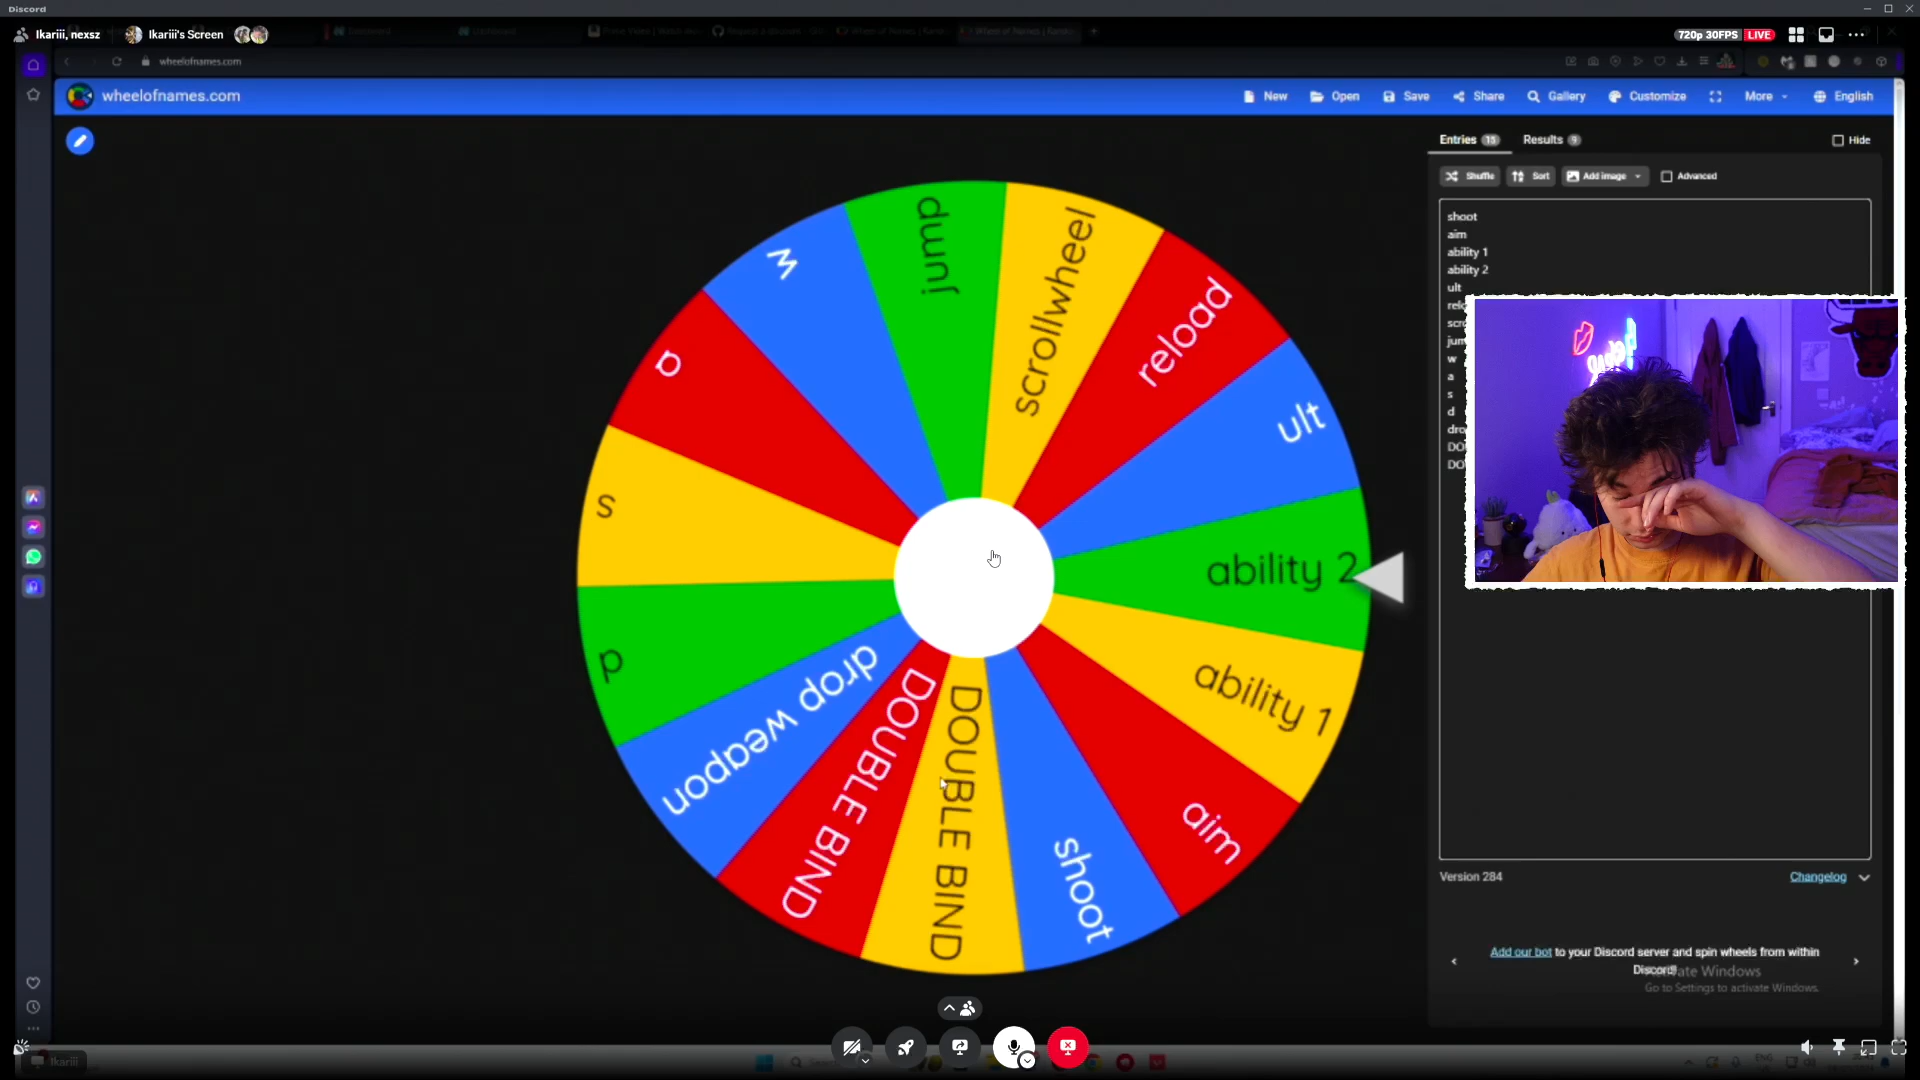 Discord
Ikariii, nexsz
Ikariii's Screen
720p 30FPS
LIVE
wheelofnames.com
wheelofnames.com
New
Open
Save
Share
Gallery
Customize
More
English
Entries 15
Results 9
Hide
Shuffle
Sort
Add image
Advanced
shoot
aim
ability 1
ability 2
ult
w
a
s
d
jump
scrollwheel
reload
ult
ability 2
ability 1
aim
shoot
DOUBLE BIND
DOUBLE BIND
drop weapon
d
s
a
w
Version 284
Changelog
Add our bot to your Discord server and spin wheels from within
Discord!
Activate Windows
Go to Settings to activate Windows.
Ikariii